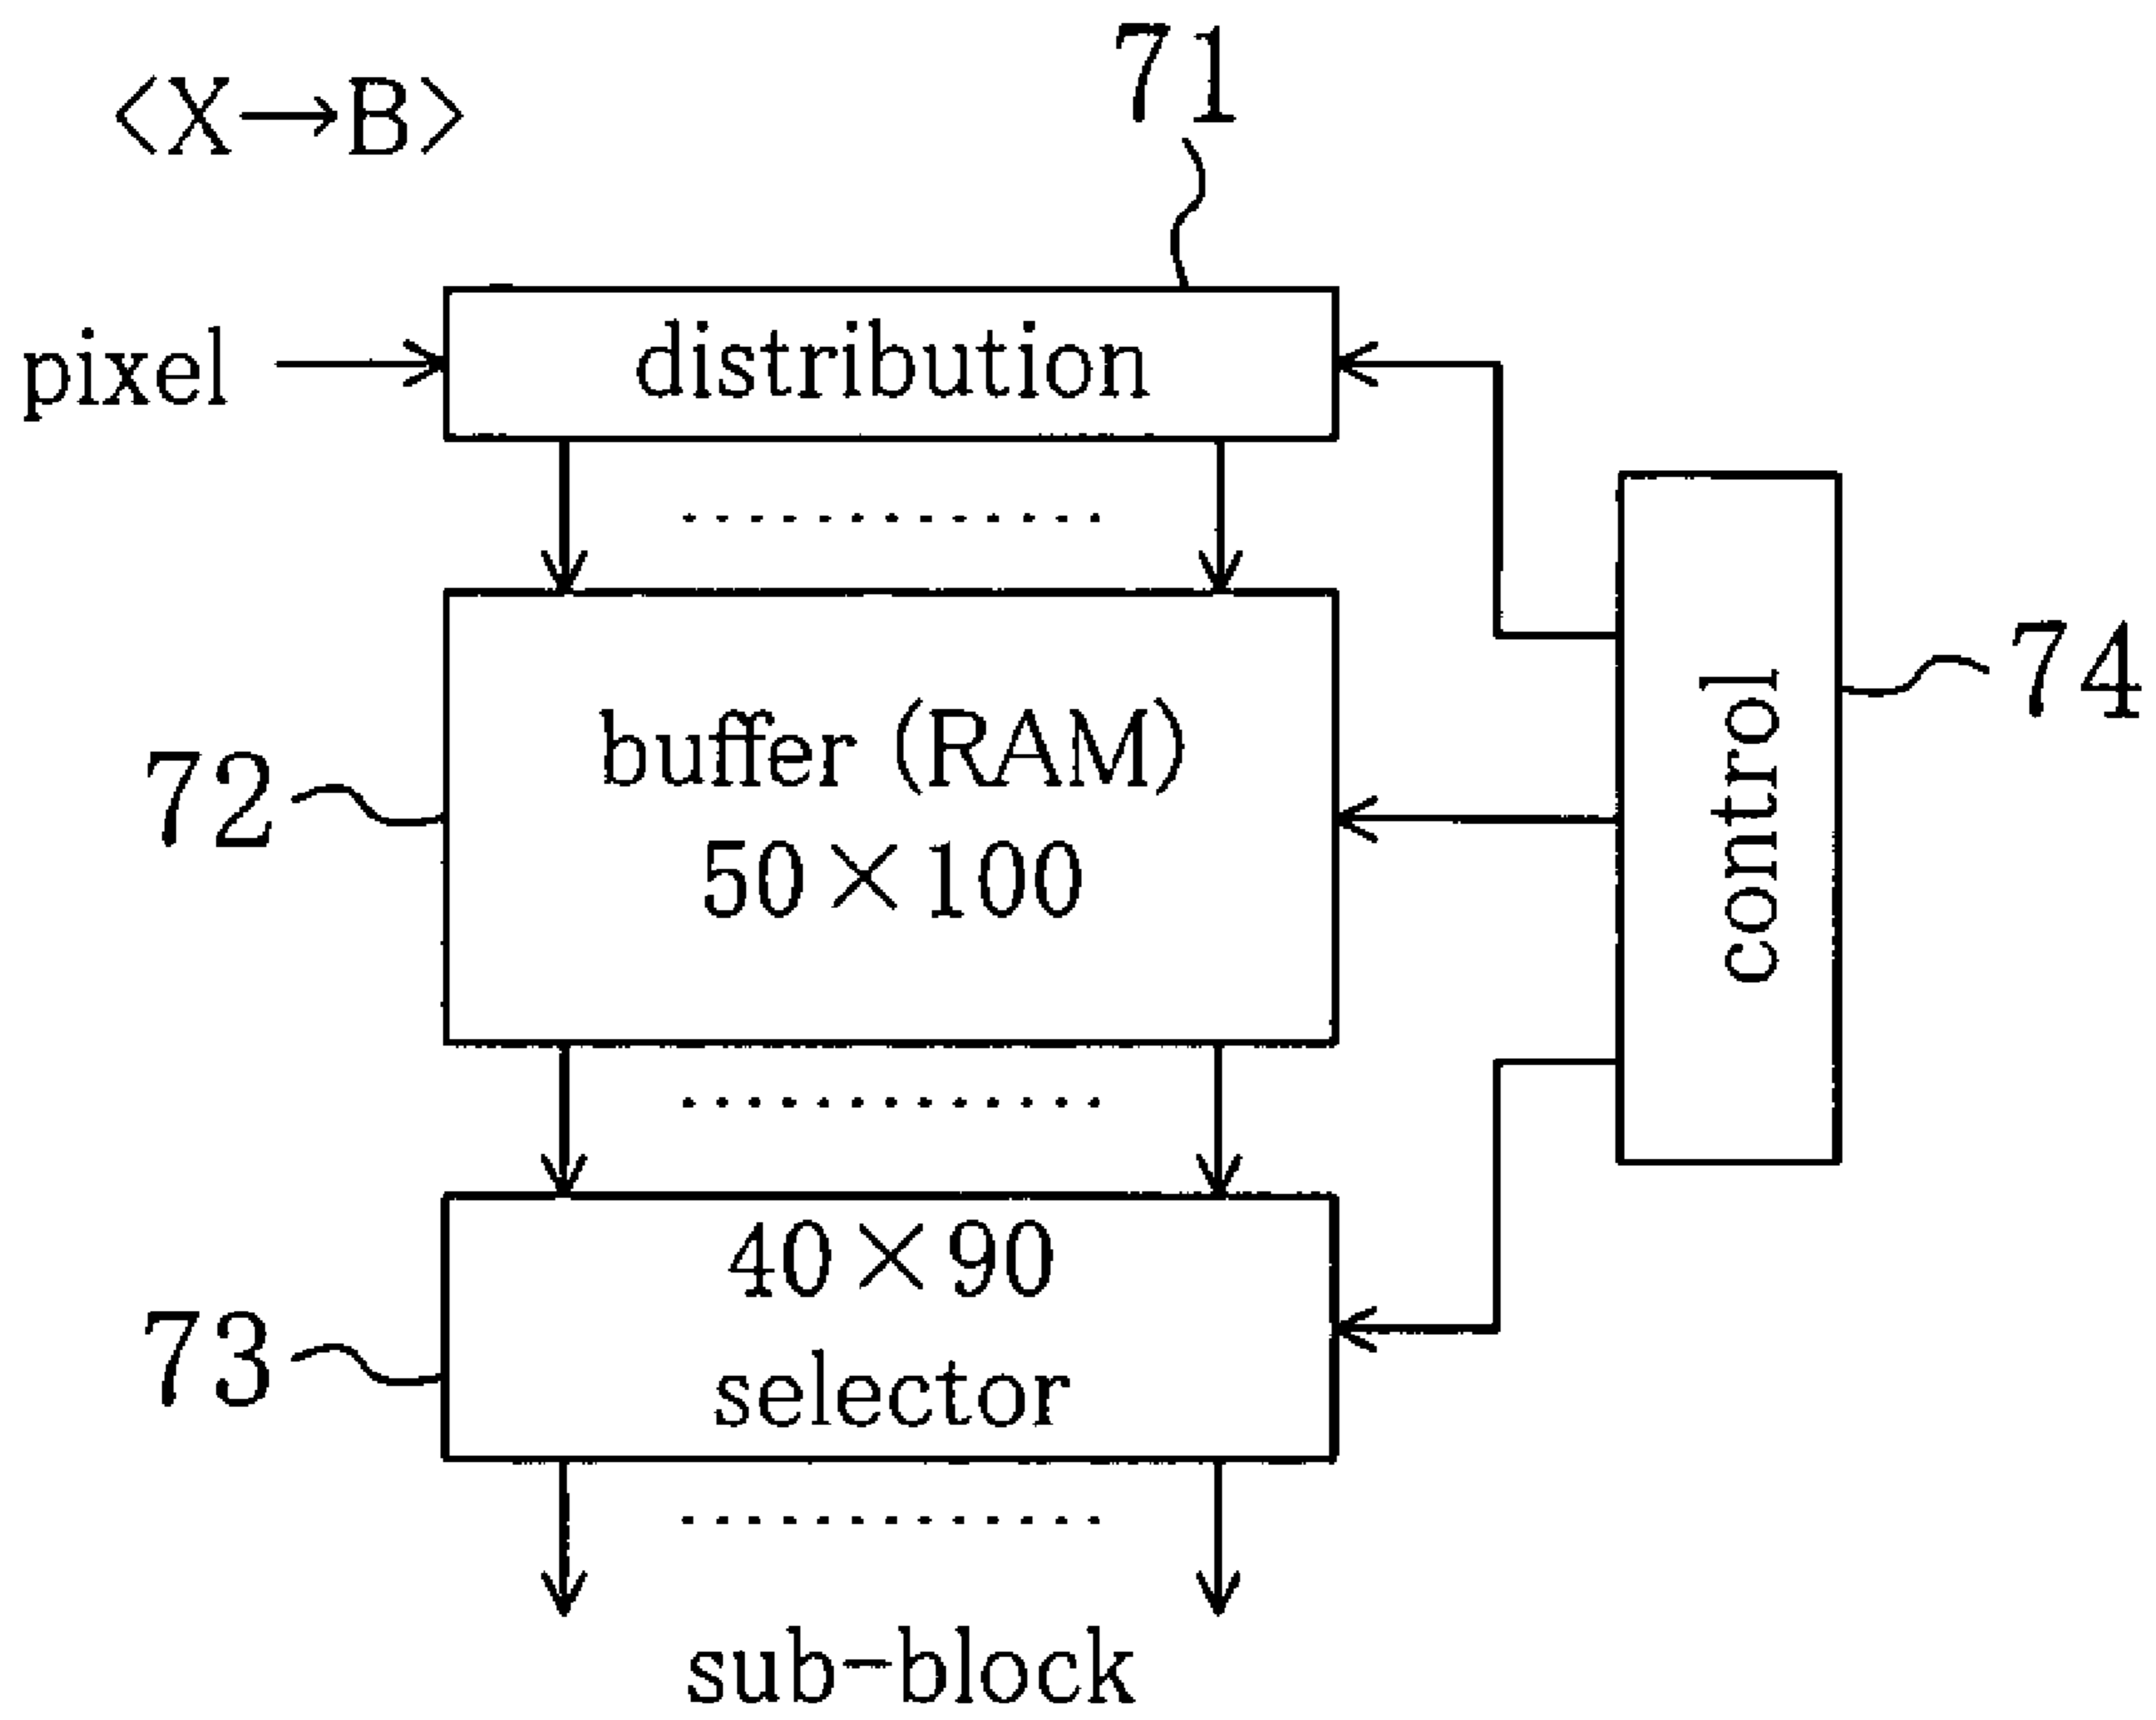 <X→B>
71
pixel
distribution
74
control
72
buffer (RAM)
50×100
73
40×90
selector
sub-block